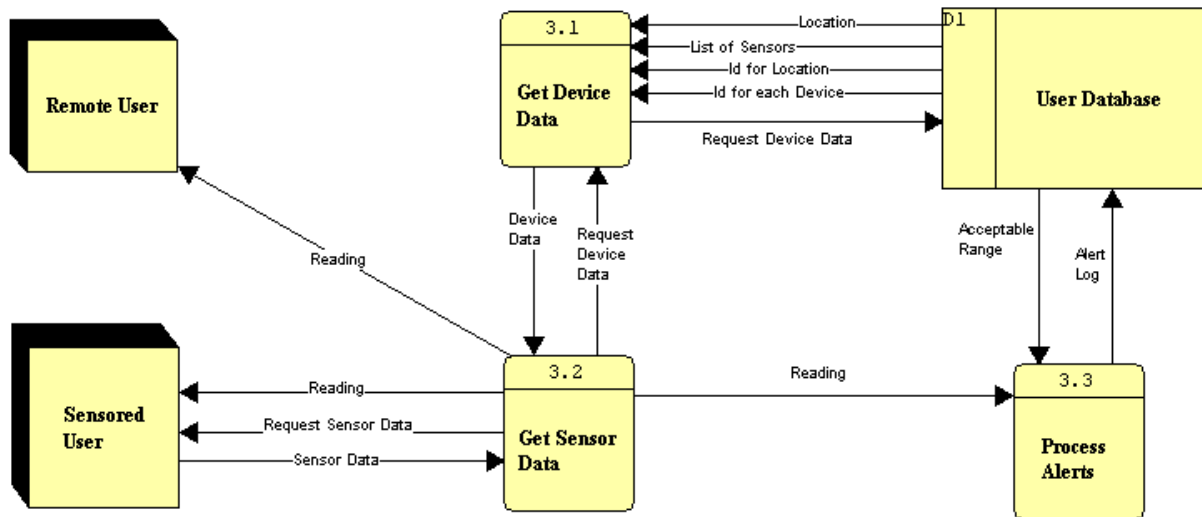 3.1
Get Device
Data
Location
List of Sensors
Id for Location
Id for each Device
Request Device Data
D1
User Database
Remote User
Reading
Device
Data
Request
Device
Data
Acceptable
Range
Alert
Log
Sensored
User
Reading
Request Sensor Data
Sensor Data
3.2
Get Sensor
Data
Reading
3.3
Process
Alerts